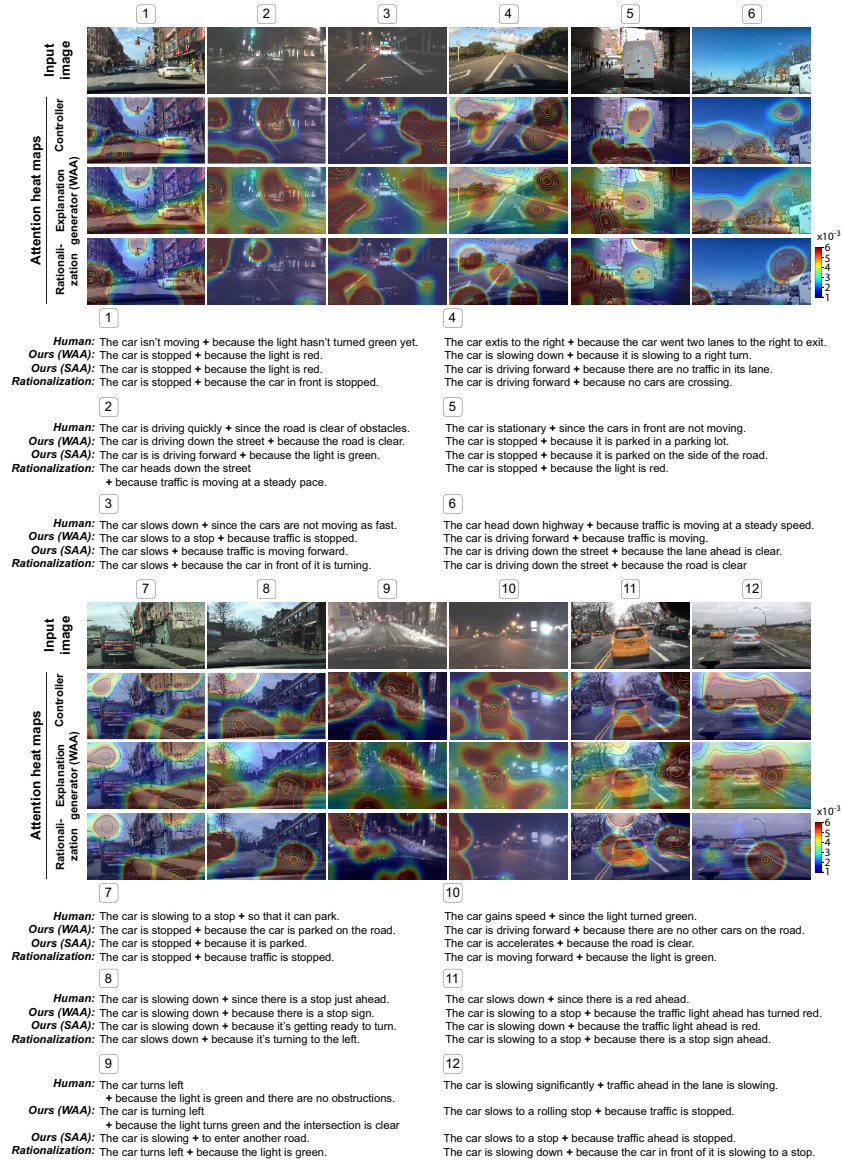 1 2 3 4 5 6
Input image
Attention heat maps
Controller
Explanation generator (WAA)
Rationali-zation
x10⁻³
6
5
4
3
2
1
1
Human: The car isn't moving + because the light hasn't turned green yet.
Ours (WAA): The car is stopped + because the light is red.
Ours (SAA): The car is stopped + because the light is red.
Rationalization: The car is stopped + because the car in front is stopped.
4
The car extis to the right + because the car went two lanes to the right to exit.
The car is slowing down + because it is slowing to a right turn.
The car is driving forward + because there are no traffic in its lane.
The car is driving forward + because no cars are crossing.
2
Human: The car is driving quickly + since the road is clear of obstacles.
Ours (WAA): The car is driving down the street + because the road is clear.
Ours (SAA): The car is is driving forward + because the light is green.
Rationalization: The car heads down the street
+ because traffic is moving at a steady pace.
5
The car is stationary + since the cars in front are not moving.
The car is stopped + because it is parked in a parking lot.
The car is stopped + because it is parked on the side of the road.
The car is stopped + because the light is red.
3
Human: The car slows down + since the cars are not moving as fast.
Ours (WAA): The car slows to a stop + because traffic is stopped.
Ours (SAA): The car slows + because traffic is moving forward.
Rationalization: The car slows + because the car in front of it is turning.
6
The car head down highway + because traffic is moving at a steady speed.
The car is driving forward + because traffic is moving.
The car is driving down the street + because the lane ahead is clear.
The car is driving down the street + because the road is clear
7 8 9 10 11 12
Input image
Attention heat maps
Controller
Explanation generator (WAA)
Rationali-zation
x10⁻³
6
5
4
3
2
1
7
Human: The car is slowing to a stop + so that it can park.
Ours (WAA): The car is stopped + because the car is parked on the road.
Ours (SAA): The car is stopped + because it is parked.
Rationalization: The car is stopped + because traffic is stopped.
10
The car gains speed + since the light turned green.
The car is driving forward + because there are no other cars on the road.
The car is accelerates + because the road is clear.
The car is moving forward + because the light is green.
8
Human: The car is slowing down + since there is a stop just ahead.
Ours (WAA): The car is slowing down + because there is a stop sign.
Ours (SAA): The car is slowing down + because it's getting ready to turn.
Rationalization: The car slows down + because it's turning to the left.
11
The car slows down + since there is a red ahead.
The car is slowing to a stop + because the traffic light ahead has turned red.
The car is slowing down + because the traffic light ahead is red.
The car is slowing to a stop + because there is a stop sign ahead.
9
Human: The car turns left
+ because the light is green and there are no obstructions.
Ours (WAA): The car is turning left
+ because the light turns green and the intersection is clear
Ours (SAA): The car is slowing + to enter another road.
Rationalization: The car turns left + because the light is green.
12
The car is slowing significantly + traffic ahead in the lane is slowing.
The car slows to a rolling stop + because traffic is stopped.
The car slows to a stop + because traffic ahead is stopped.
The car is slowing down + because the car in front of it is slowing to a stop.